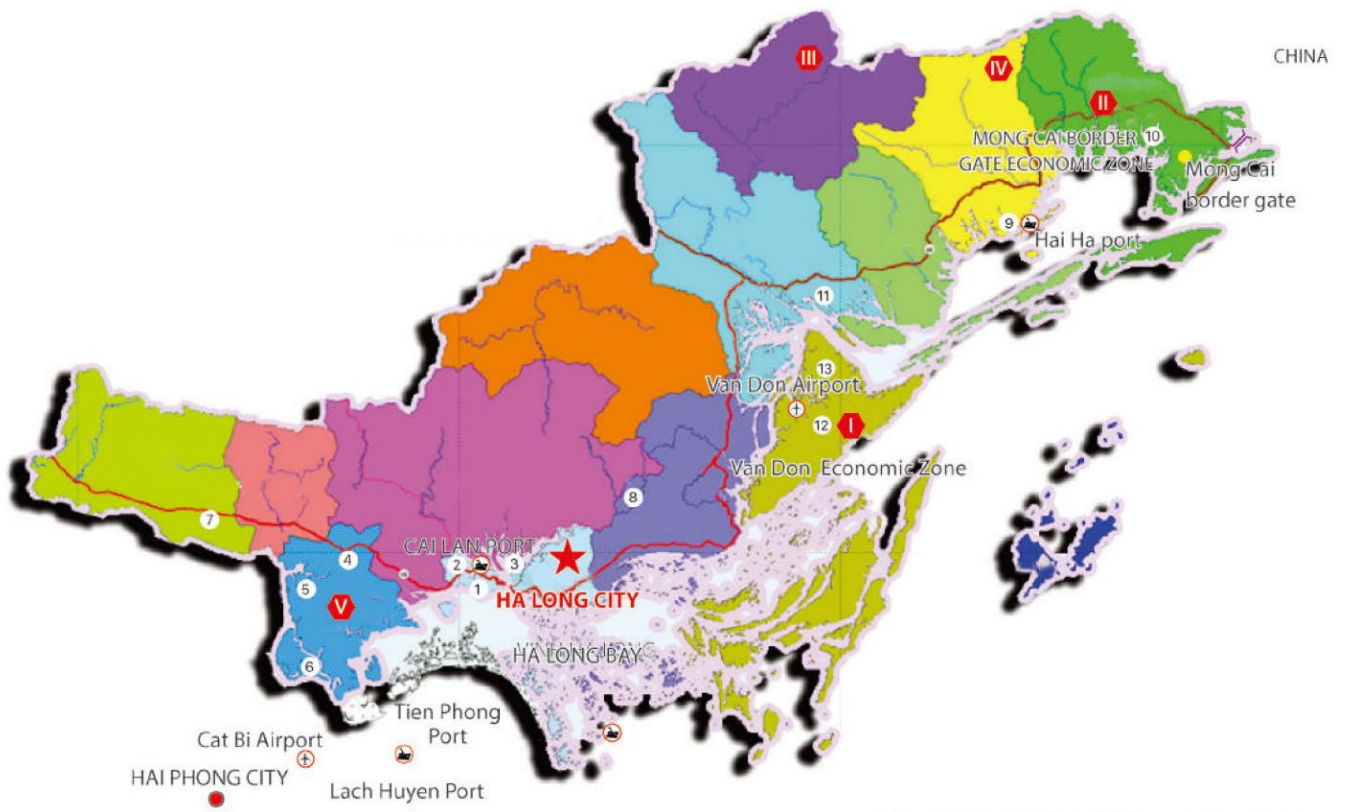 III
IV
II
CHINA
MONG CAI BORDER 10
GATE ECONOMIC ZONE
Mong Cai
border gate
9
Hai Ha port
11
13
Van Don Airport
12
I
Van Don Economic Zone
8
7
CAI LAN PORT
4
2
3
5
1
HA LONG CITY
V
HA LONG BAY
6
Tien Phong
Port
Cat Bi Airport
HAI PHONG CITY
Lach Huyen Port